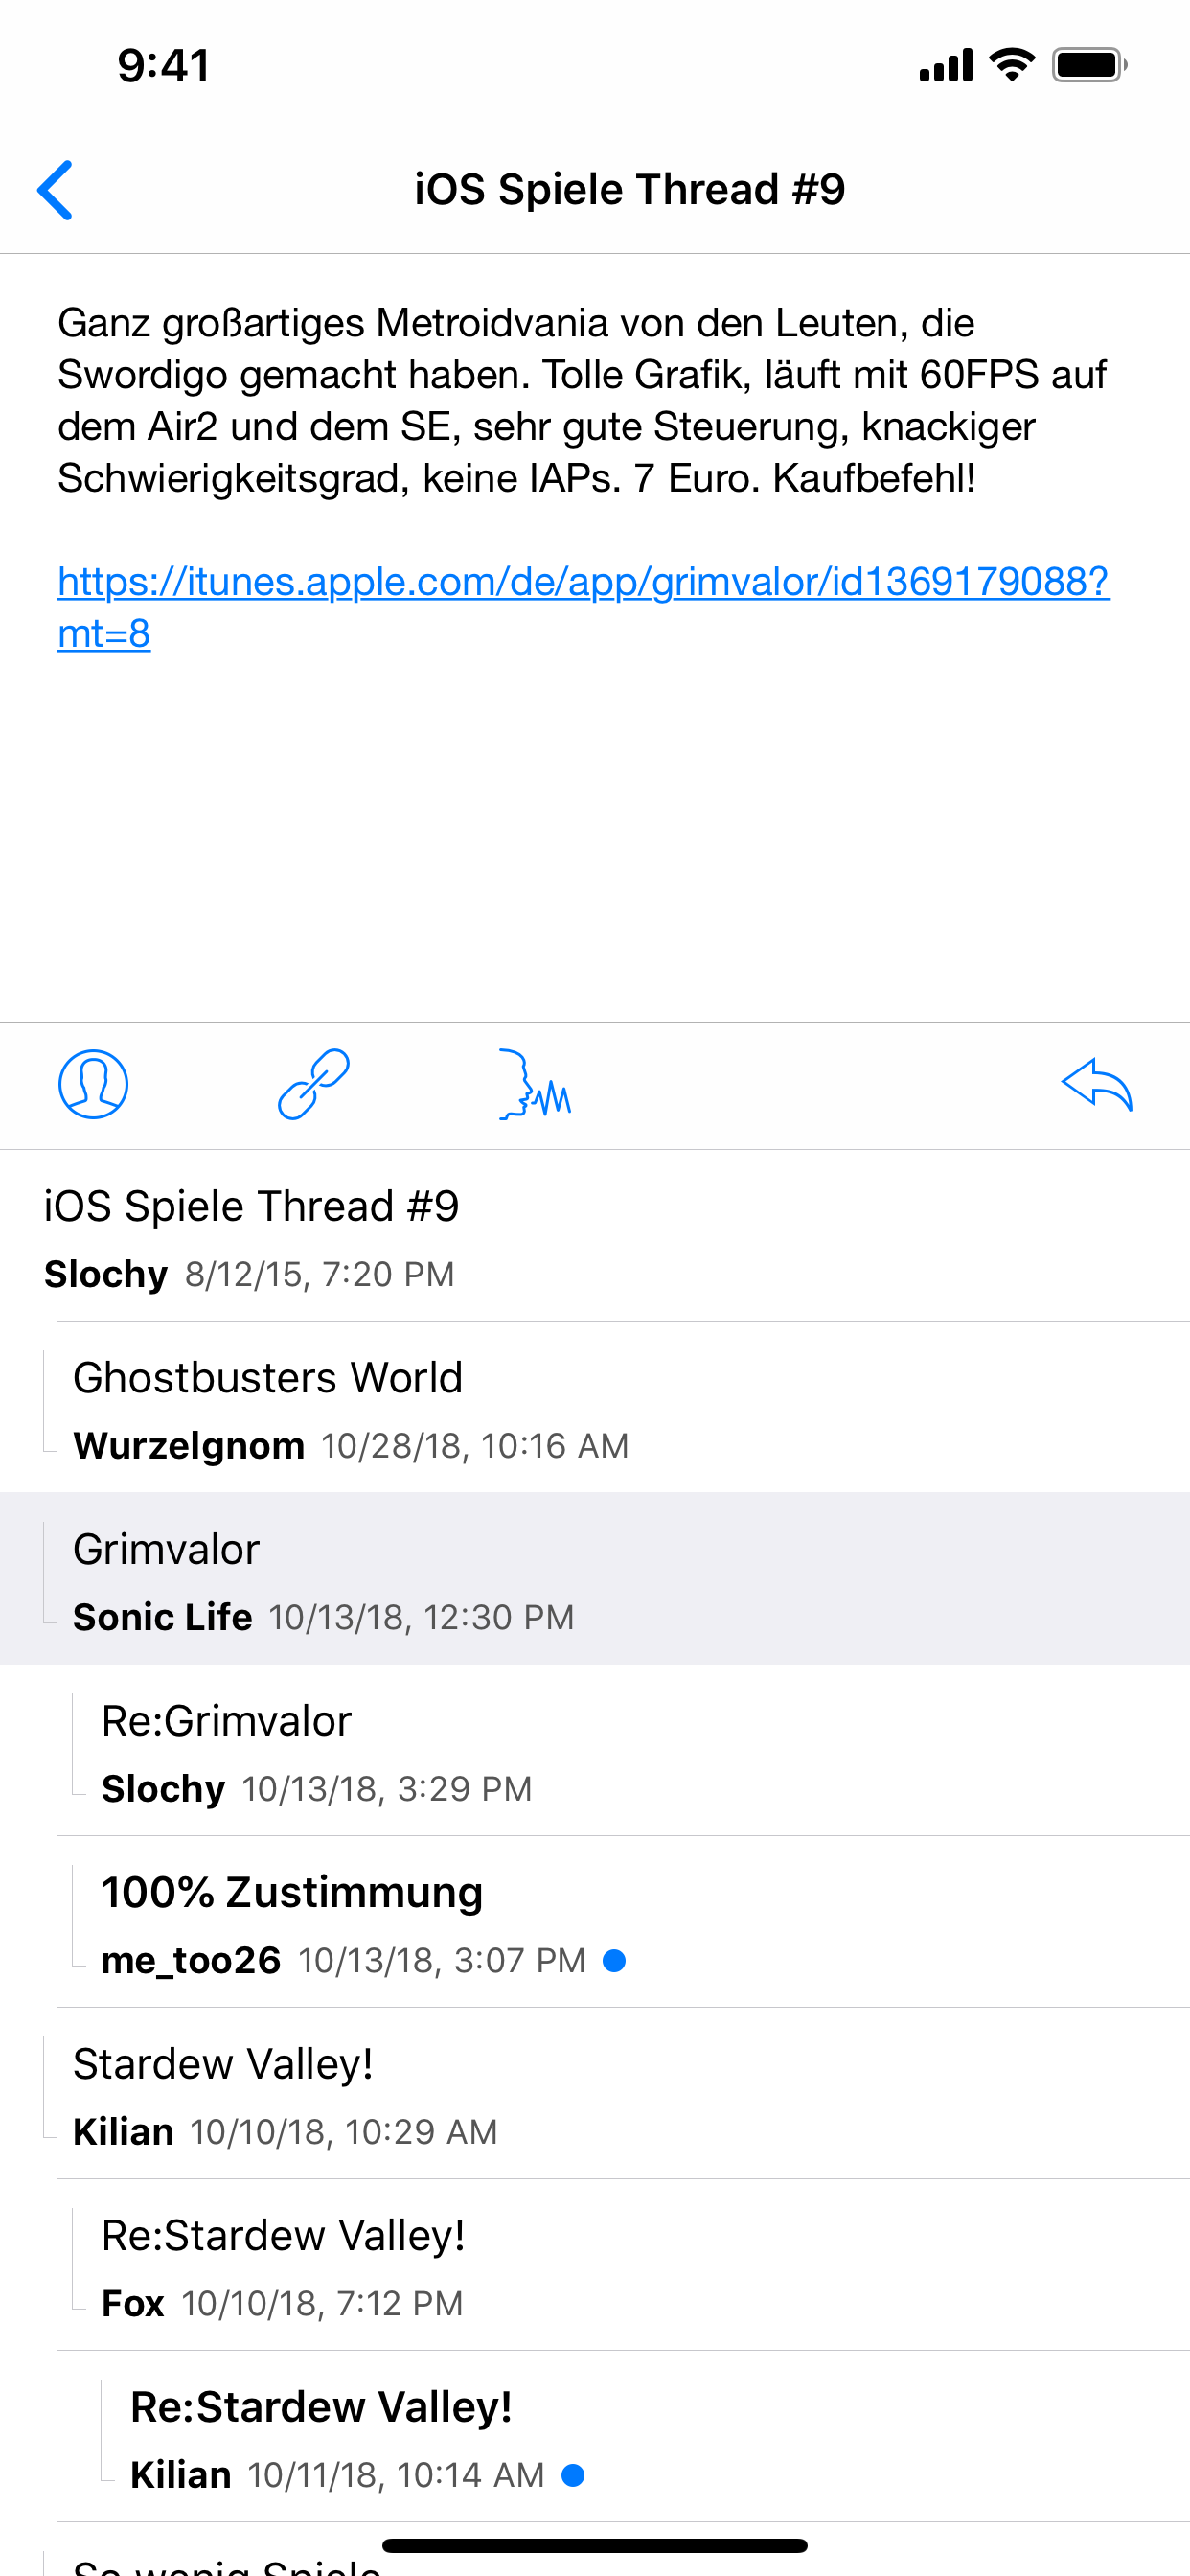 9:41
iOS Spiele Thread #9
Ganz großartiges Metroidvania von den Leuten, die
Swordigo gemacht haben. Tolle Grafik, läuft mit 60FPS auf
dem Air2 und dem SE, sehr gute Steuerung, knackiger
Schwierigkeitsgrad, keine IAPs. 7 Euro. Kaufbefehl!
https://itunes.apple.com/de/app/grimvalor/id1369179088?
mt=8
iOS Spiele Thread #9
Slochy 8/12/15, 7:20 PM
Ghostbusters World
Wurzelgnom 10/28/18, 10:16 AM
Grimvalor
Sonic Life 10/13/18, 12:30 PM
Re:Grimvalor
Slochy 10/13/18, 3:29 PM
100% Zustimmung
me_too26 10/13/18, 3:07 PM
Stardew Valley!
Kilian 10/10/18, 10:29 AM
Re:Stardew Valley!
Fox 10/10/18, 7:12 PM
Re:Stardew Valley!
Kilian 10/11/18, 10:14 AM
So wenig Spiele